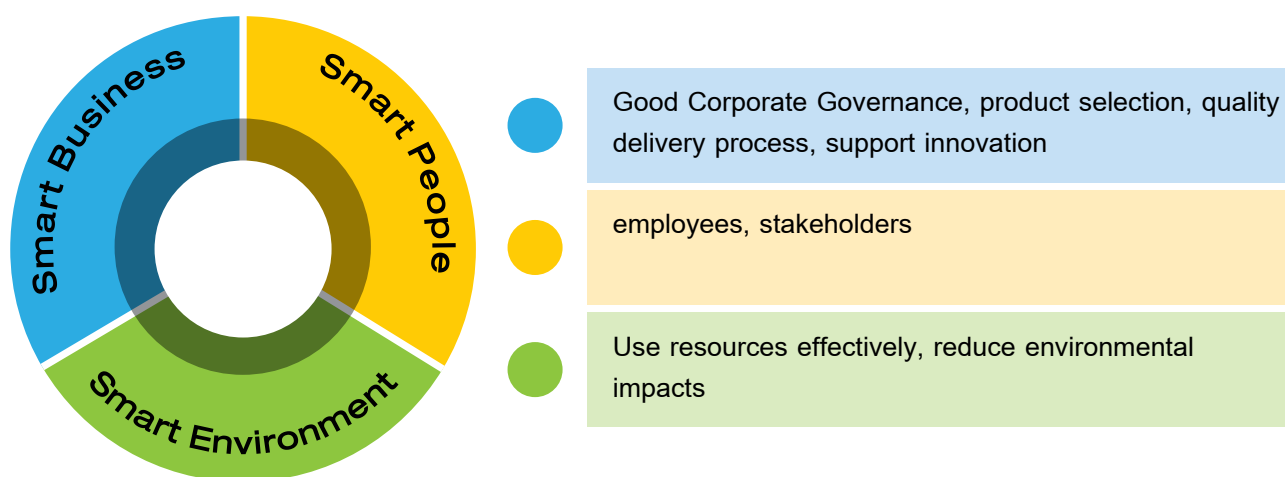 Smart Business
Smart People
Smart Environment
Good Corporate Governance, product selection, quality
delivery process, support innovation
employees, stakeholders
Use resources effectively, reduce environmental
impacts